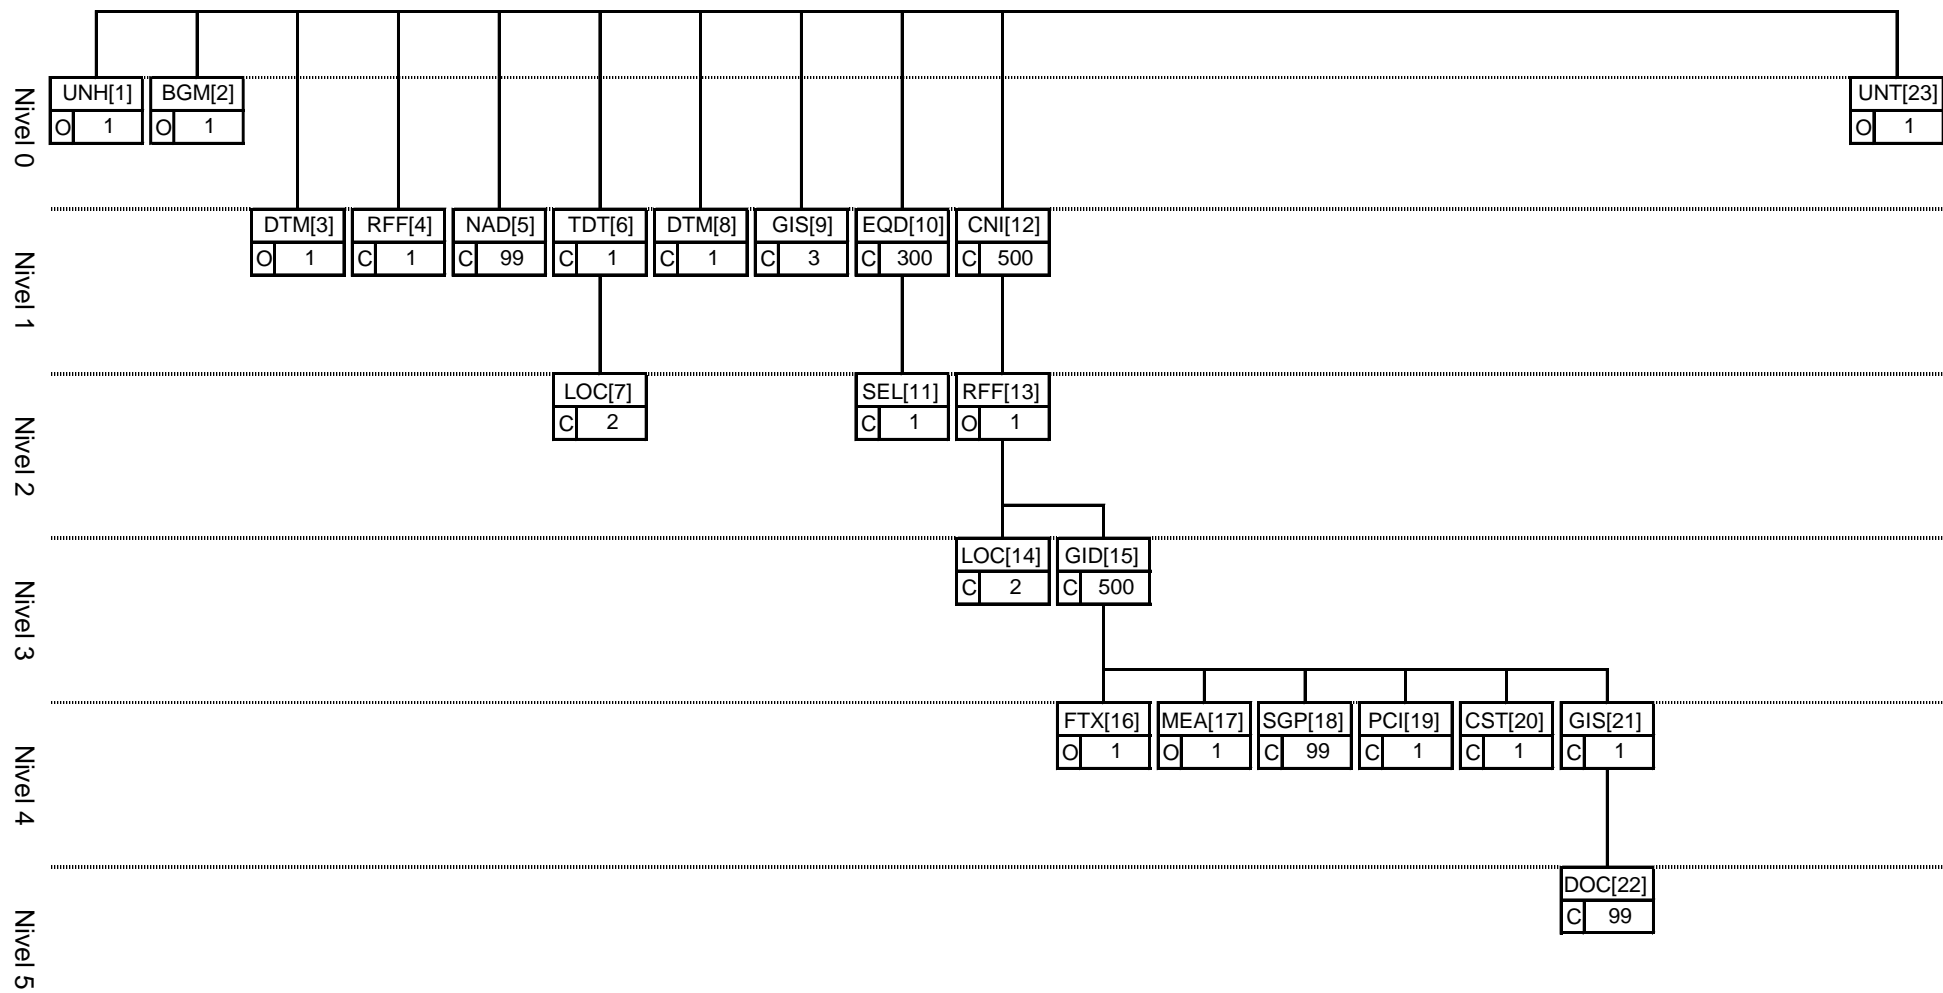 Nivel 0
UNH[1] BGM[2] UNT[23]
O 1 O 1 O 1
Nivel 1
DTM[3] RFF[4] NAD[5] TDT[6] DTM[8] GIS[9] EQD[10] CNI[12]
O 1 C 1 C 99 C 1 C 1 C 3 C 300 C 500
Nivel 2
LOC[7] SEL[11] RFF[13]
C 2 C 1 O 1
Nivel 3
LOC[14] GID[15]
C 2 C 500
Nivel 4
FTX[16] MEA[17] SGP[18] PCI[19] CST[20] GIS[21]
O 1 O 1 C 99 C 1 C 1 C 1
Nivel 5
DOC[22]
C 99